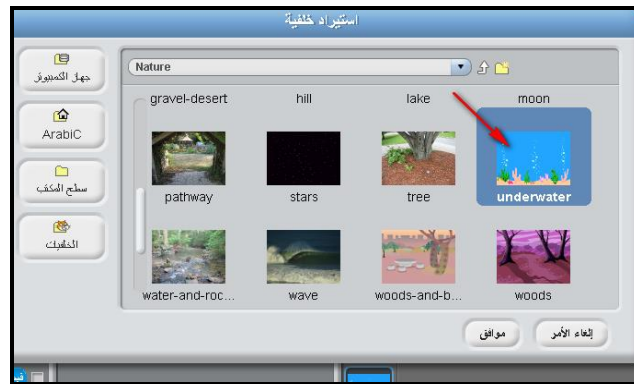 استيراد خلفية
جهاز الكمبيوتر
ArabiC
سطح المكتب
الخلفيات
Nature
gravel-desert hill lake moon
pathway stars tree underwater
water-and-roc... wave woods-and-b... woods
موافق إلغاء الأمر